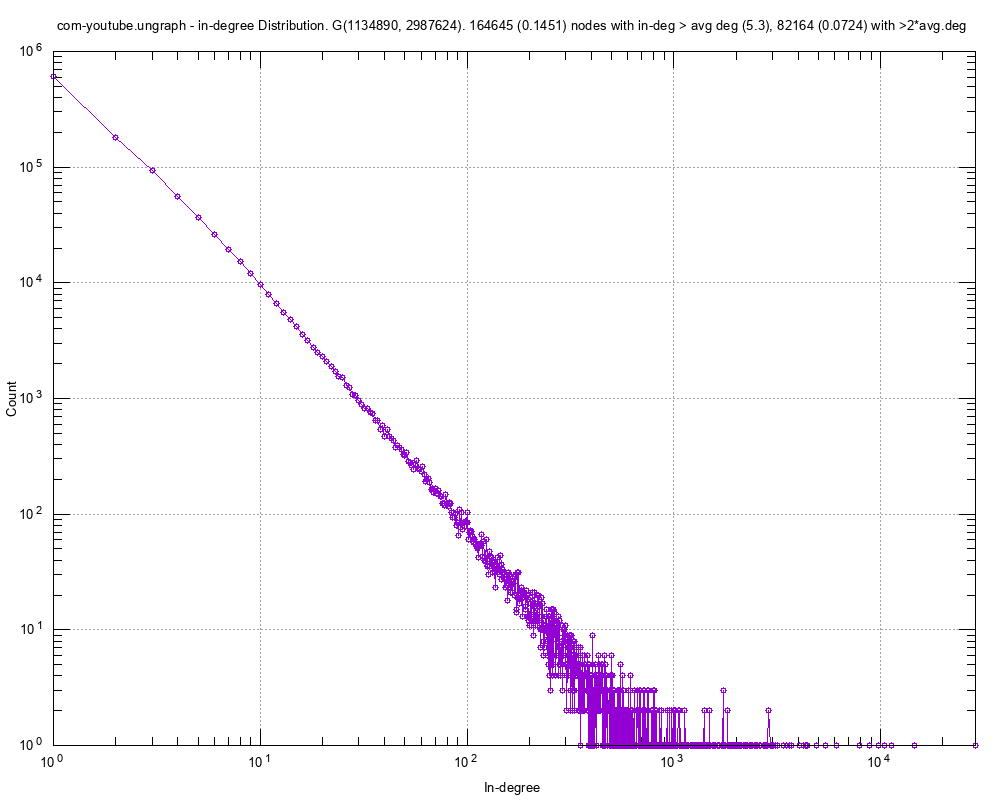 com-youtube.ungraph - in-degree Distribution. G(1134890, 2987624). 164645 (0.1451) nodes with in-deg > avg deg (5.3), 82164 (0.0724) with >2*avg.deg
10^6
10^5
10^4
10^3
10^2
10^1
10^0
Count
10^0 10^1 10^2 10^3 10^4
In-degree